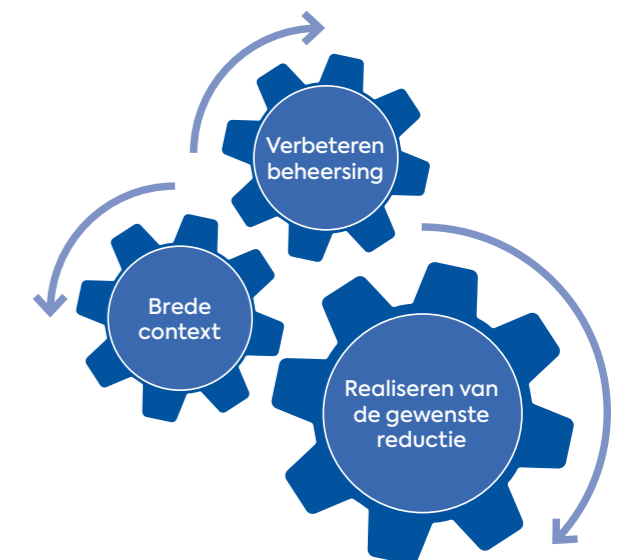 Verbeteren
beheersing
Brede
context
Realiseren van
de gewenste
reductie